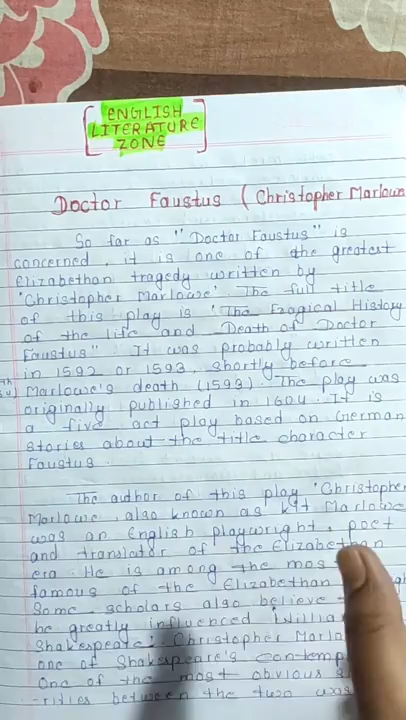 ENGLISH
LITERATURE
ZONE
Doctor Faustus (Christopher Marlowe
So far as "Doctor Faustus" is
concerned, it is one of the greatest
Elizabethan tragedy written by
'Christopher Marlowe'. The full title
of this play is "The Tragical History
of the life and Death of Doctor
Faustus". It was probably written
in 1592 or 1593, shortly before
Marlowe's death (1593). The play was
originally published in 1604. It is
a five act play based on German
stories about the title character
Faustus.
The author of this play, 'Christopher
Marlowe, also known as kit Marlowe
was an English playwright, poet
and translator of the Elizabethan
era. He is among the mos
famous of the Elizabethan
Some scholars also believe
he greatly influenced
Shakespeare. Christopher Marlo
one of Shakespeare's contemp
One of the most obvious
-rities between the two was